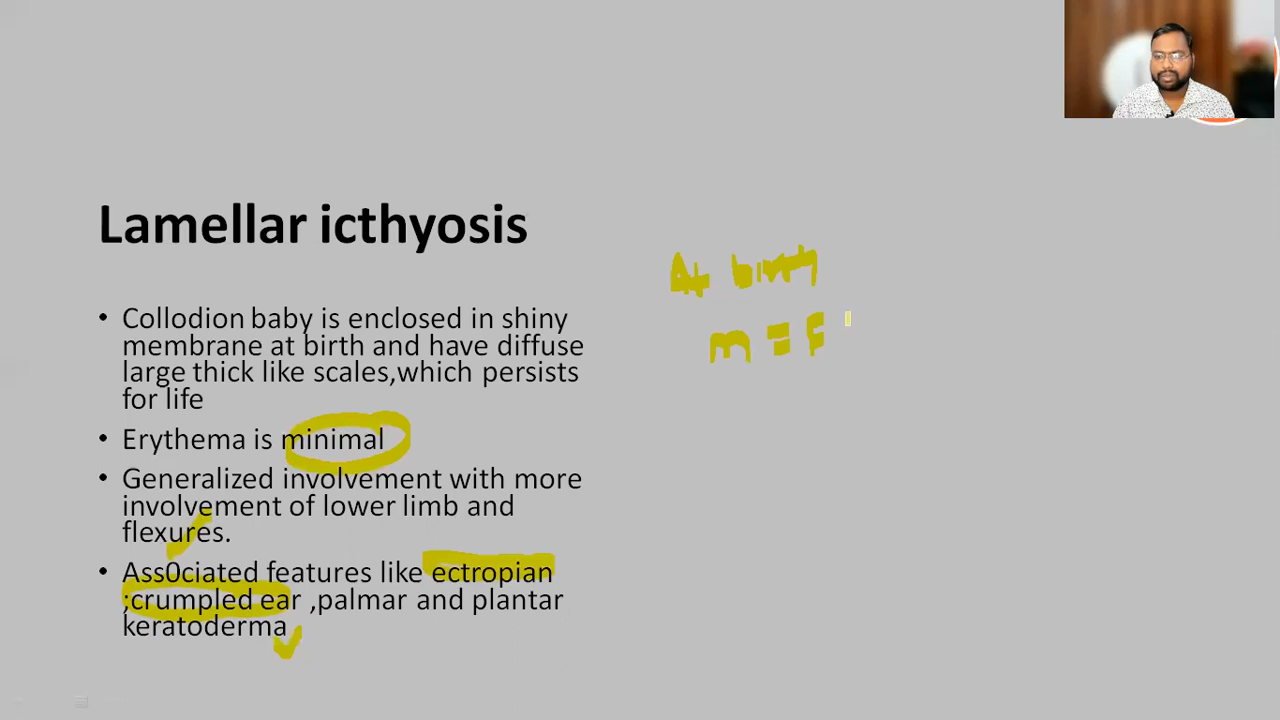 Lamellar icthyosis
• Collodion baby is enclosed in shiny
membrane at birth and have diffuse
large thick like scales,which persists
for life
• Erythema is minimal
• Generalized involvement with more
involvement of lower limb and
flexures.
• Ass0ciated features like ectropian
;crumpled ear ,palmar and plantar
keratoderma
At birth
m = F